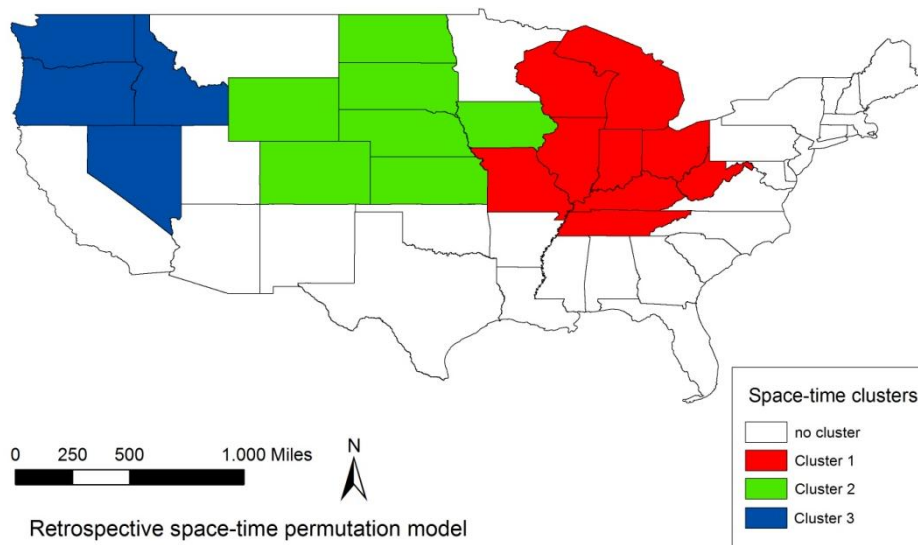 Space-time clusters
no cluster
Cluster 1
Cluster 2
Cluster 3
0 250 500 1.000 Miles
N
Retrospective space-time permutation model